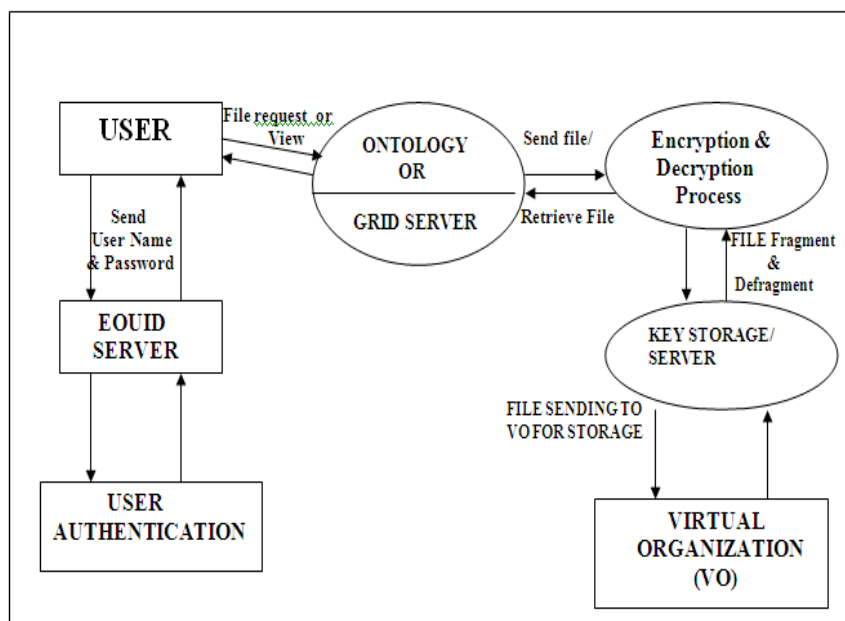 USER
File request or
View
ONTOLOGY
OR
GRID SERVER
Send file/
Retrieve File
Encryption &
Decryption
Process
Send
User Name
& Password
FILE Fragment
&
Defragment
EOUID
SERVER
KEY STORAGE/
SERVER
FILE SENDING TO
VO FOR STORAGE
USER
AUTHENTICATION
VIRTUAL
ORGANIZATION
(VO)